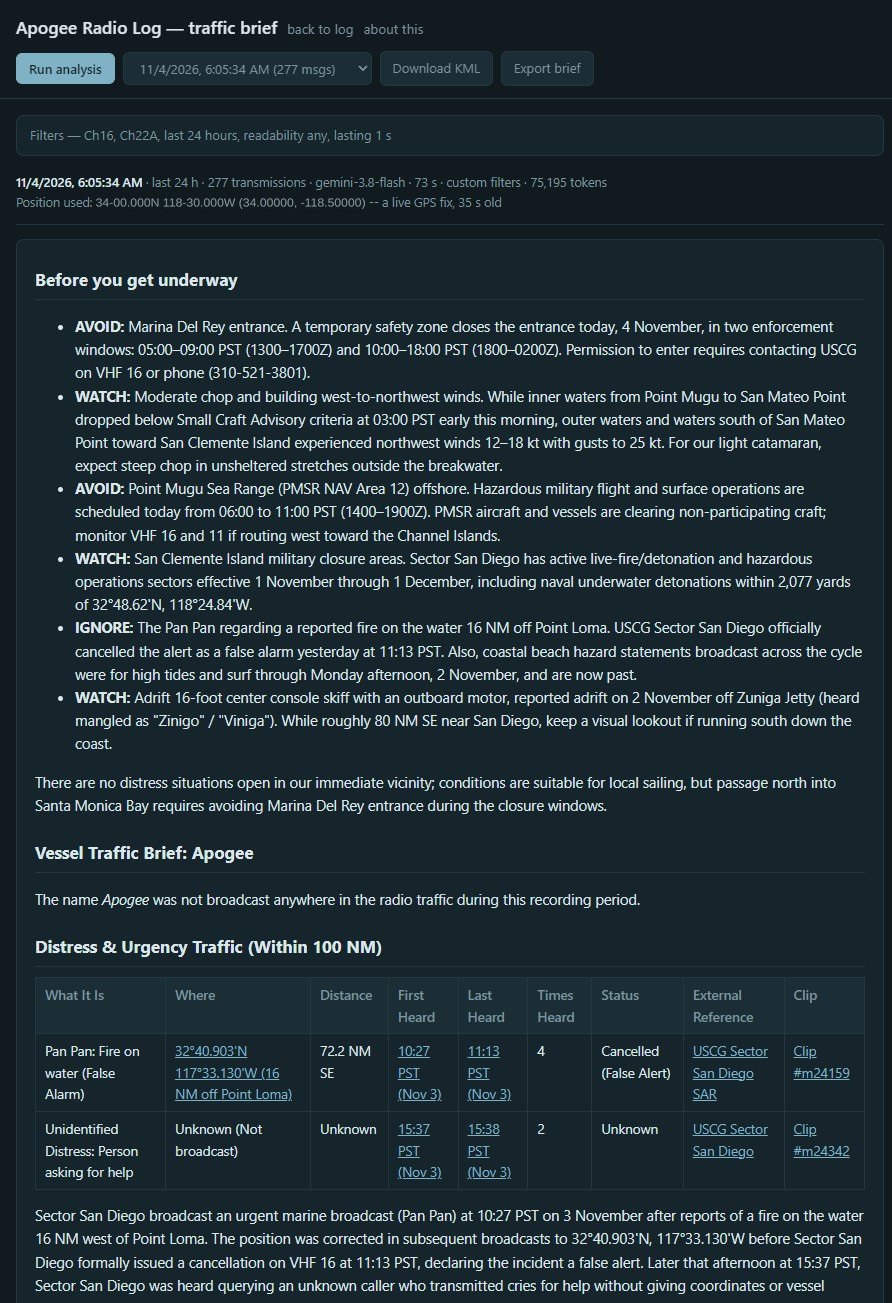 Apogee Radio Log — traffic brief back to log about this
Run analysis 11/4/2026, 6:05:34 AM (277 msgs) Download KML Export brief
Filters — Ch16, Ch22A, last 24 hours, readability any, lasting 1 s
11/4/2026, 6:05:34 AM · last 24 h · 277 transmissions · gemini-3.8-flash · 73 s · custom filters · 75,195 tokens
Position used: 34-00.000N 118-30.000W (34.00000, -118.50000) -- a live GPS fix, 35 s old
Before you get underway
• AVOID: Marina Del Rey entrance. A temporary safety zone closes the entrance today, 4 November, in two enforcement
windows: 05:00–09:00 PST (1300–1700Z) and 10:00–18:00 PST (1800–0200Z). Permission to enter requires contacting USCG
on VHF 16 or phone (310-521-3801).
• WATCH: Moderate chop and building west-to-northwest winds. While inner waters from Point Mugu to San Mateo Point
dropped below Small Craft Advisory criteria at 03:00 PST early this morning, outer waters and waters south of San Mateo
Point toward San Clemente Island experienced northwest winds 12–18 kt with gusts to 25 kt. For our light catamaran,
expect steep chop in unsheltered stretches outside the breakwater.
• AVOID: Point Mugu Sea Range (PMSR NAV Area 12) offshore. Hazardous military flight and surface operations are
scheduled today from 06:00 to 11:00 PST (1400–1900Z). PMSR aircraft and vessels are clearing non-participating craft;
monitor VHF 16 and 11 if routing west toward the Channel Islands.
• WATCH: San Clemente Island military closure areas. Sector San Diego has active live-fire/detonation and hazardous
operations sectors effective 1 November through 1 December, including naval underwater detonations within 2,077 yards
of 32°48.62'N, 118°24.84'W.
• IGNORE: The Pan Pan regarding a reported fire on the water 16 NM off Point Loma. USCG Sector San Diego officially
cancelled the alert as a false alarm yesterday at 11:13 PST. Also, coastal beach hazard statements broadcast across the cycle
were for high tides and surf through Monday afternoon, 2 November, and are now past.
• WATCH: Adrift 16-foot center console skiff with an outboard motor, reported adrift on 2 November off Zuniga Jetty (heard
mangled as "Zinigo" / "Viniga"). While roughly 80 NM SE near San Diego, keep a visual lookout if running south down the
coast.
There are no distress situations open in our immediate vicinity; conditions are suitable for local sailing, but passage north into
Santa Monica Bay requires avoiding Marina Del Rey entrance during the closure windows.
Vessel Traffic Brief: Apogee
The name Apogee was not broadcast anywhere in the radio traffic during this recording period.
Distress & Urgency Traffic (Within 100 NM)
What It Is Where Distance First Last Times Status External Clip
Heard Heard Heard Reference
Pan Pan: Fire on 32°40.903'N 72.2 NM 10:27 11:13 4 Cancelled USCG Sector Clip
water (False 117°33.130'W (16 SE PST PST (False Alert) San Diego #m24159
Alarm) NM off Point Loma) (Nov 3) (Nov 3) SAR
Unidentified Unknown (Not Unknown 15:37 15:38 2 Unknown USCG Sector Clip
Distress: Person broadcast) PST PST San Diego #m24342
asking for help (Nov 3) (Nov 3)
Sector San Diego broadcast an urgent marine broadcast (Pan Pan) at 10:27 PST on 3 November after reports of a fire on the water
16 NM west of Point Loma. The position was corrected in subsequent broadcasts to 32°40.903'N, 117°33.130'W before Sector San
Diego formally issued a cancellation on VHF 16 at 11:13 PST, declaring the incident a false alert. Later that afternoon at 15:37 PST,
Sector San Diego was heard querying an unknown caller who transmitted cries for help without giving coordinates or vessel